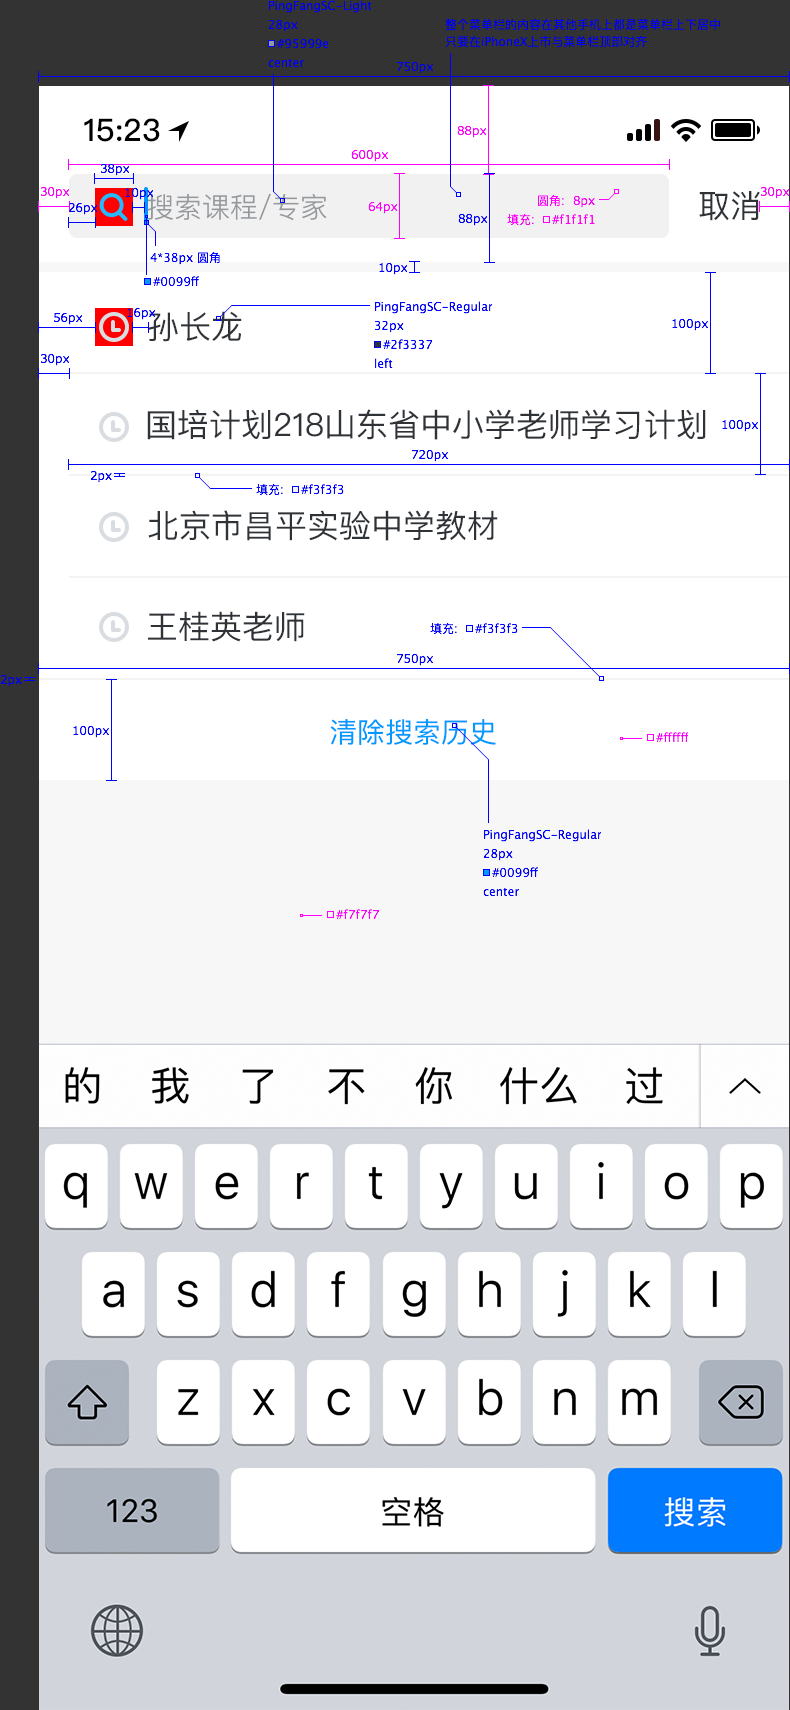 PingFangSC-Light
28px
#95999e
center
整个菜单栏的内容在其他手机上都是菜单栏上下居中
只要在iPhoneX上市与菜单栏顶部对齐
750px
15:23
88px
600px
38px
30px
10px
26px
搜索课程/专家
64px
88px
圆角：8px
填充：#f1f1f1
取消
30px
4*38px 圆角
10px
#0099ff
56px
16px
孙长龙
PingFangSC-Regular
32px
#2f3337
left
100px
30px
国培计划218山东省中小学老师学习计划
100px
720px
2px
填充：#f3f3f3
北京市昌平实验中学教材
王桂英老师
填充：#f3f3f3
750px
2px
100px
清除搜索历史
#ffffff
PingFangSC-Regular
28px
#0099ff
center
#f7f7f7
的 我 了 不 你 什么 过
q w e r t y u i o p
a s d f g h j k l
z x c v b n m
123 空格 搜索